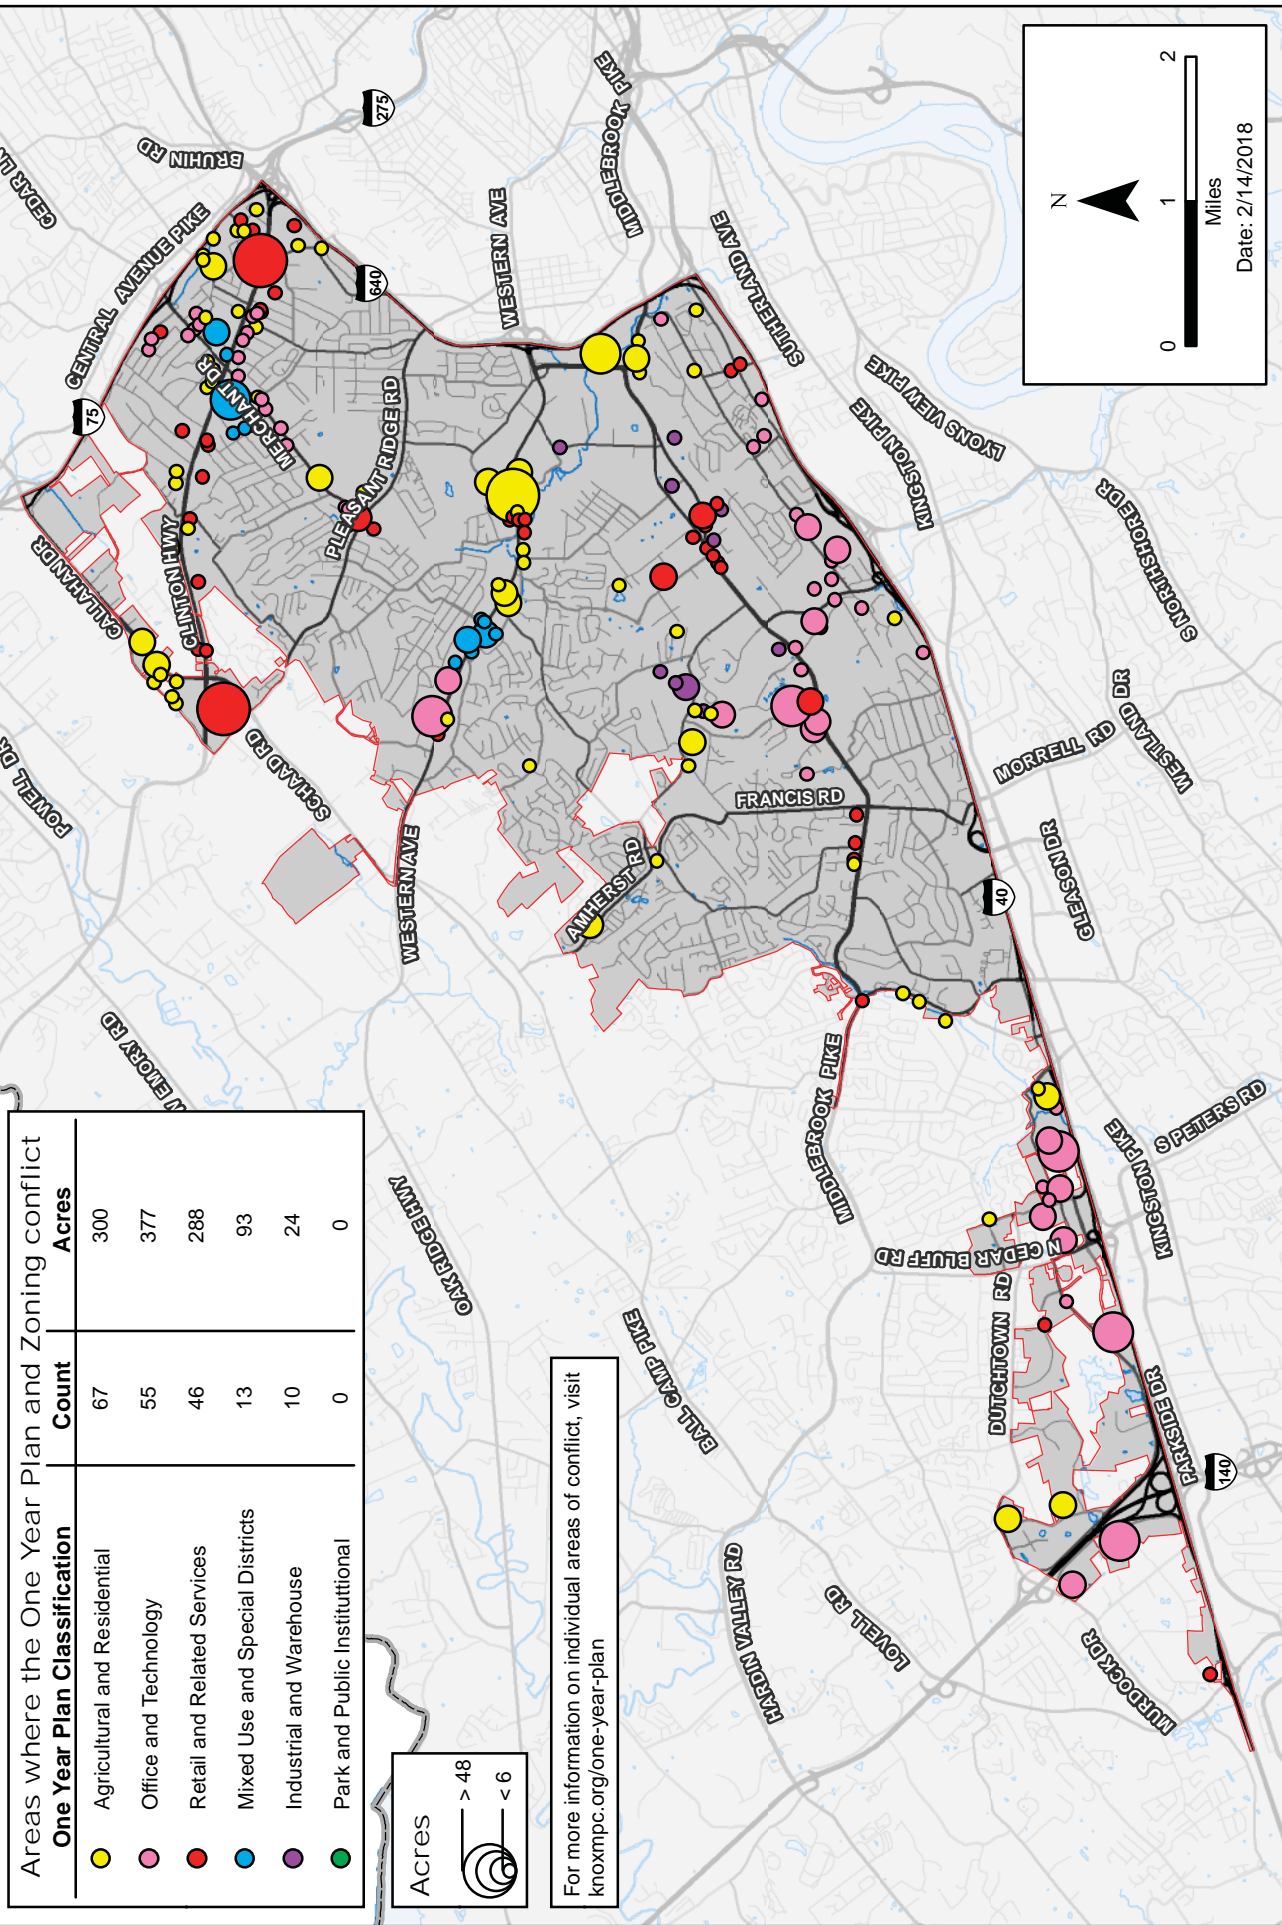 Areas where the One Year Plan and Zoning conflict
One Year Plan Classification Count Acres
Agricultural and Residential 67 300
Office and Technology 55 377
Retail and Related Services 46 288
Mixed Use and Special Districts 13 93
Industrial and Warehouse 10 24
Park and Public Instituttional 0 0
Acres
> 48
< 6
For more information on individual areas of conflict, visit
knoxmpc.org/one-year-plan
POWELL DR
W EMORY RD
SCHAAD RD
CALLAHAN DR
CLINTON HWY
75
CENTRAL AVENUE PIKE
CEDAR LN
BRUHIN RD
275
640
MERCHANT DR
PLEASANT RIDGE RD
WESTERN AVE
WESTERN AVE
OAK RIDGE HWY
MIDDLEBROOK PIKE
SUTHERLAND AVE
AMHERST RD
FRANCIS RD
BALL CAMP PIKE
MIDDLEBROOK PIKE
HARDIN VALLEY RD
LOVELL RD
N CEDAR BLUFF RD
DUTCHTOWN RD
LYONS VIEW PIKE
KINGSTON PIKE
S NORTHSHORE DR
MORRELL RD
WESTLAND DR
40
GLEASON DR
KINGSTON PIKE
S PETERS RD
PARKSIDE DR
140
MURDOCK DR
N
0 1 2
Miles
Date: 2/14/2018